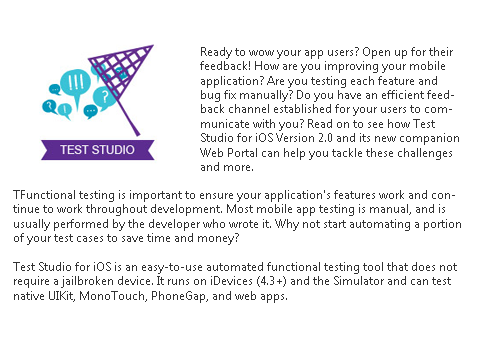 Ready to wow your app users? Open up for their
feedback! How are you improving your mobile
application? Are you testing each feature and
bug fix manually? Do you have an efficient feed-
back channel established for your users to com-
municate with you? Read on to see how Test
Studio for iOS Version 2.0 and its new companion
Web Portal can help you tackle these challenges
and more.
TEST STUDIO
TFunctional testing is important to ensure your application's features work and con-
tinue to work throughout development. Most mobile app testing is manual, and is
usually performed by the developer who wrote it. Why not start automating a portion
of your test cases to save time and money?
Test Studio for iOS is an easy-to-use automated functional testing tool that does not
require a jailbroken device. It runs on iDevices (4.3+) and the Simulator and can test
native UIKit, MonoTouch, PhoneGap, and web apps.